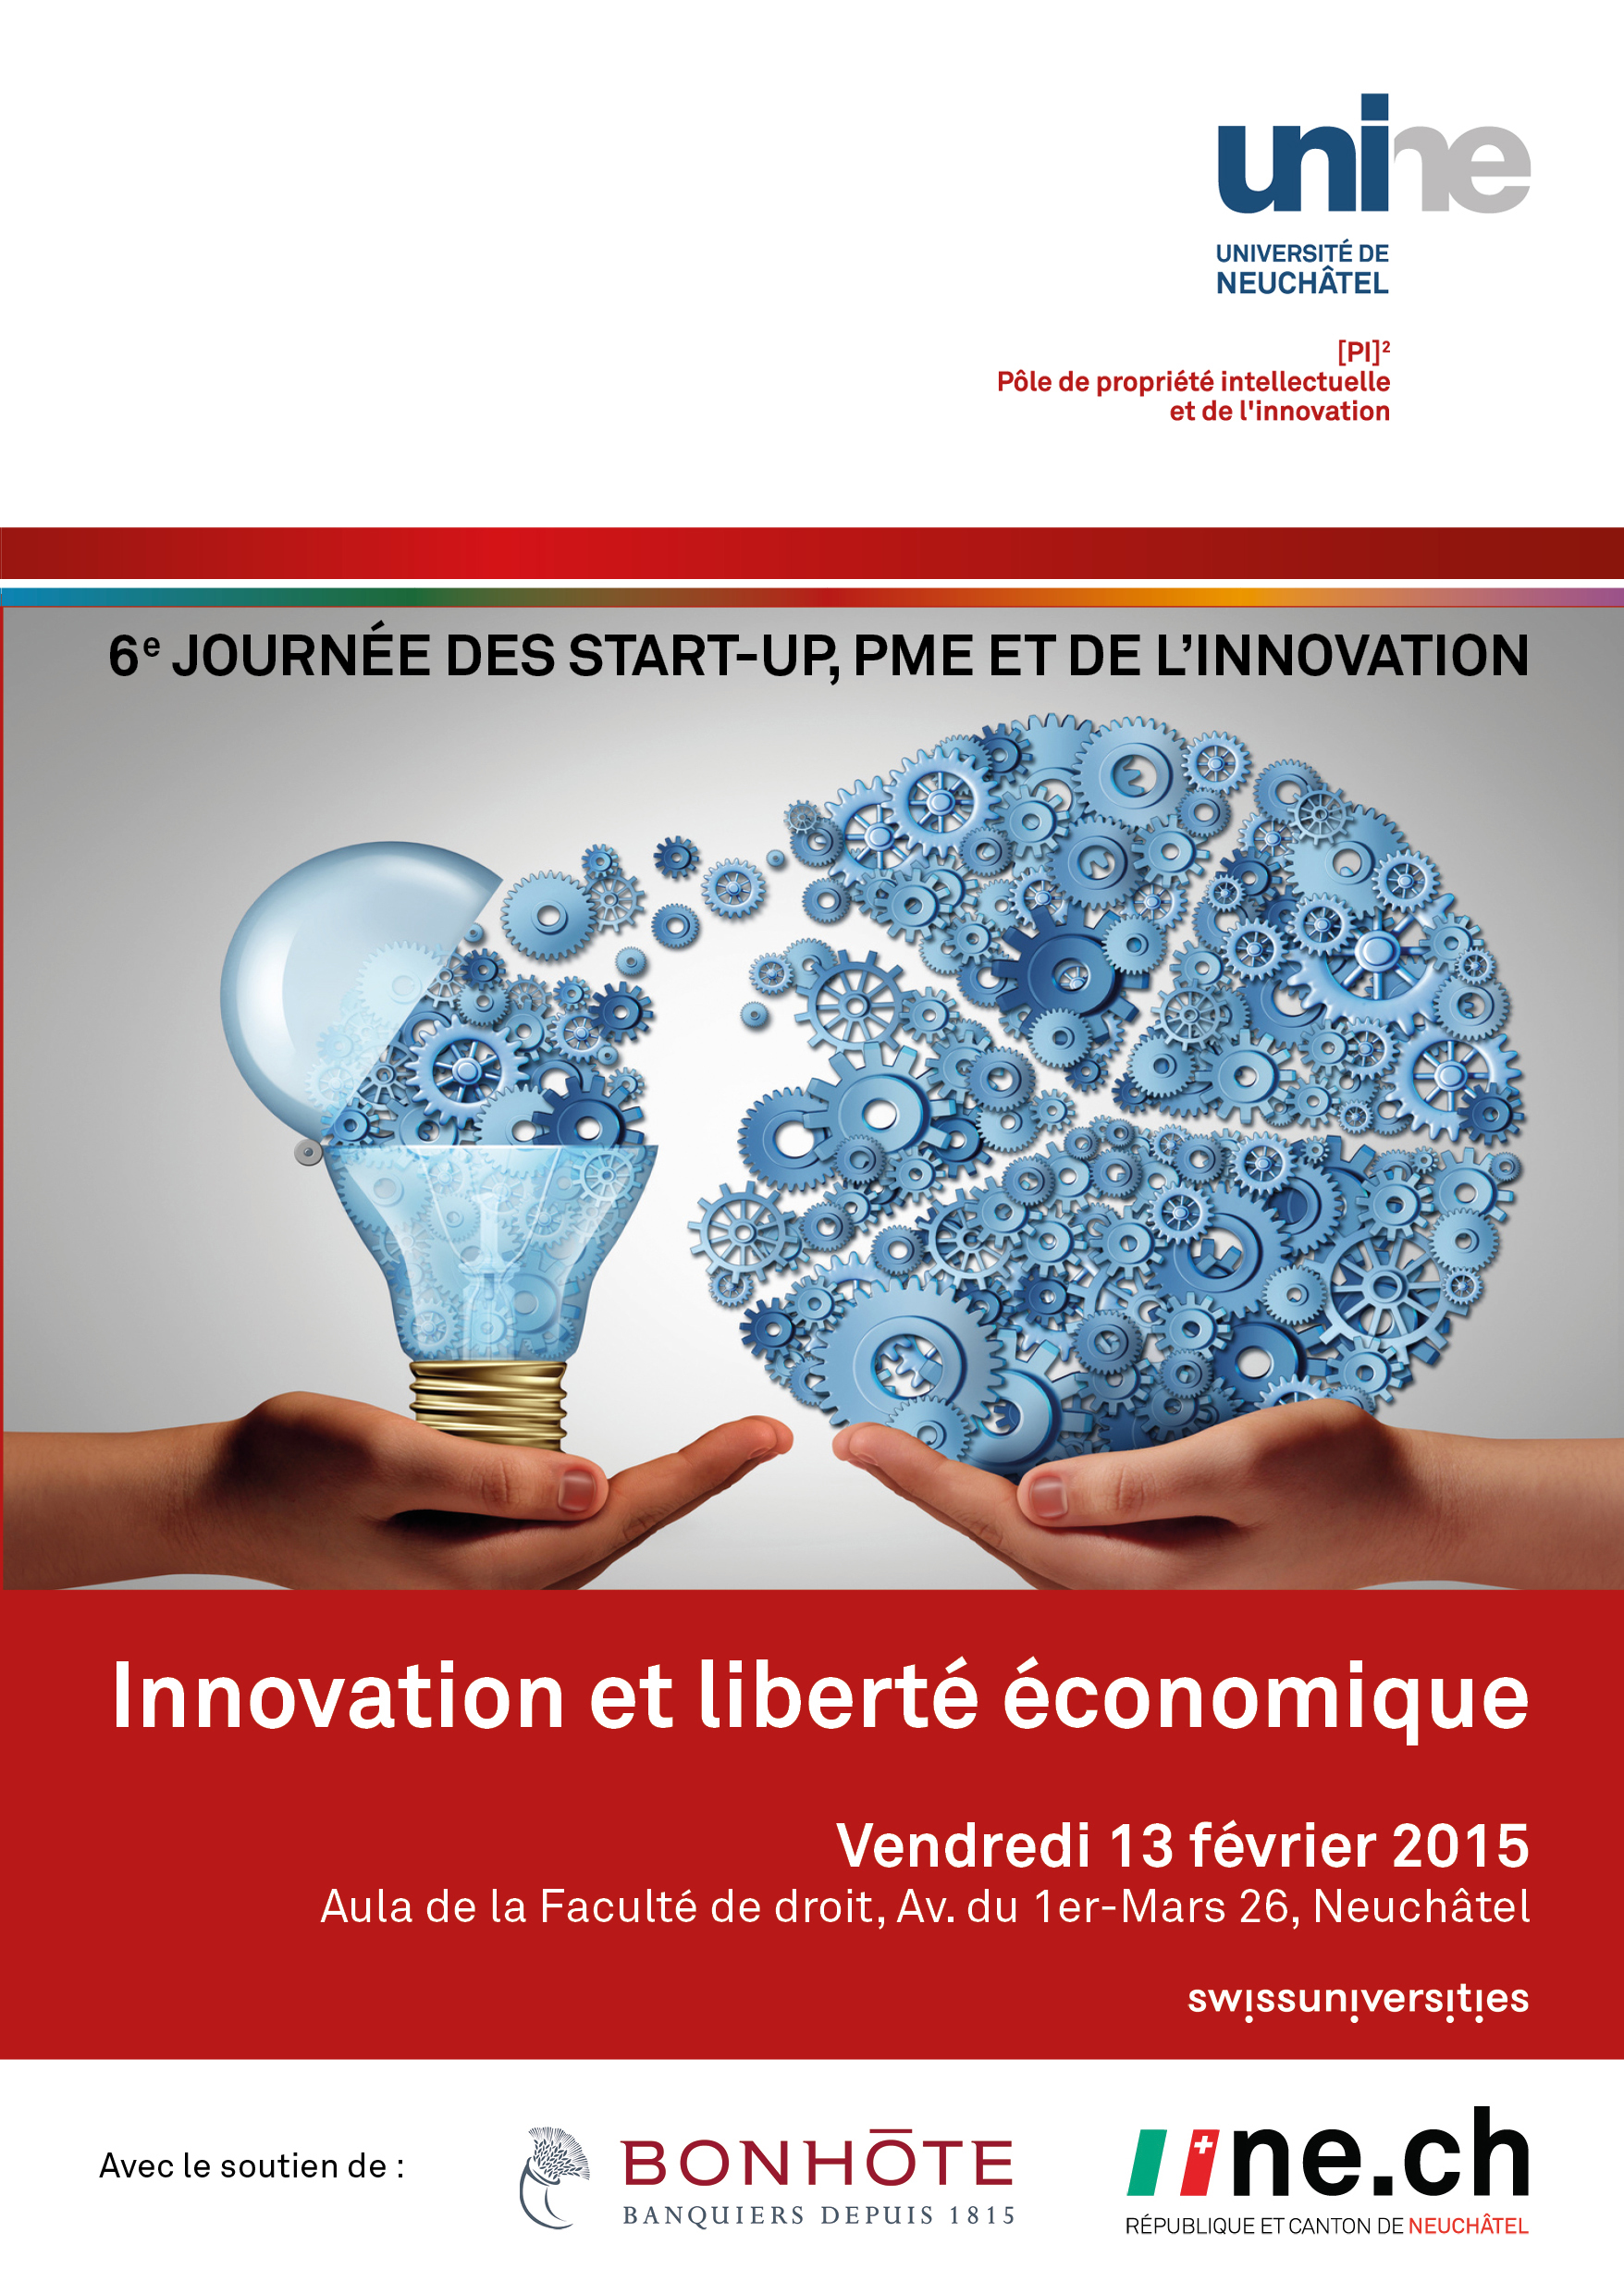 unine
UNIVERSITÉ DE
NEUCHÂTEL
[PI]²
Pôle de propriété intellectuelle
et de l'innovation
6e JOURNÉE DES START-UP, PME ET DE L’INNOVATION
Innovation et liberté économique
Vendredi 13 février 2015
Aula de la Faculté de droit, Av. du 1er-Mars 26, Neuchâtel
swissuniversities
Avec le soutien de :
BONHŌTE
BANQUIERS DEPUIS 1815
ne.ch
RÉPUBLIQUE ET CANTON DE NEUCHÂTEL